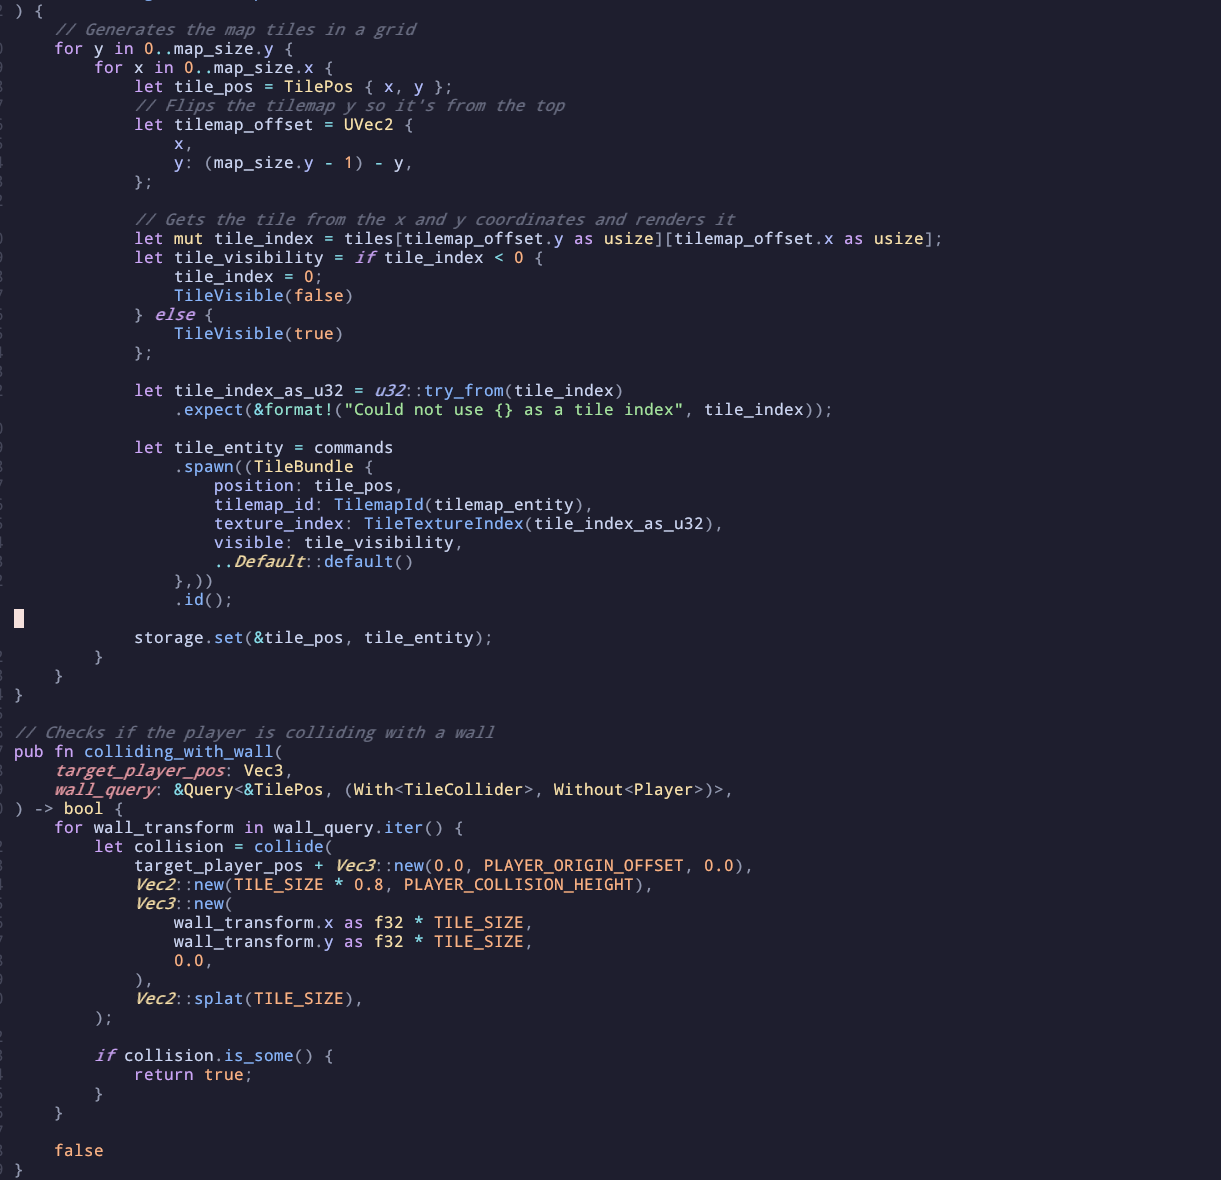 ) {
    // Generates the map tiles in a grid
    for y in 0..map_size.y {
        for x in 0..map_size.x {
            let tile_pos = TilePos { x, y };
            // Flips the tilemap y so it's from the top
            let tilemap_offset = UVec2 {
                x,
                y: (map_size.y - 1) - y,
            };

            // Gets the tile from the x and y coordinates and renders it
            let mut tile_index = tiles[tilemap_offset.y as usize][tilemap_offset.x as usize];
            let tile_visibility = if tile_index < 0 {
                tile_index = 0;
                TileVisible(false)
            } else {
                TileVisible(true)
            };

            let tile_index_as_u32 = u32::try_from(tile_index)
                .expect(&format!("Could not use {} as a tile index", tile_index));

            let tile_entity = commands
                .spawn((TileBundle {
                    position: tile_pos,
                    tilemap_id: TilemapId(tilemap_entity),
                    texture_index: TileTextureIndex(tile_index_as_u32),
                    visible: tile_visibility,
                    ..Default::default()
                },))
                .id();

            storage.set(&tile_pos, tile_entity);
        }
    }
}

// Checks if the player is colliding with a wall
pub fn colliding_with_wall(
    target_player_pos: Vec3,
    wall_query: &Query<&TilePos, (With<TileCollider>, Without<Player>)>,
) -> bool {
    for wall_transform in wall_query.iter() {
        let collision = collide(
            target_player_pos + Vec3::new(0.0, PLAYER_ORIGIN_OFFSET, 0.0),
            Vec2::new(TILE_SIZE * 0.8, PLAYER_COLLISION_HEIGHT),
            Vec3::new(
                wall_transform.x as f32 * TILE_SIZE,
                wall_transform.y as f32 * TILE_SIZE,
                0.0,
            ),
            Vec2::splat(TILE_SIZE),
        );

        if collision.is_some() {
            return true;
        }
    }

    false
}